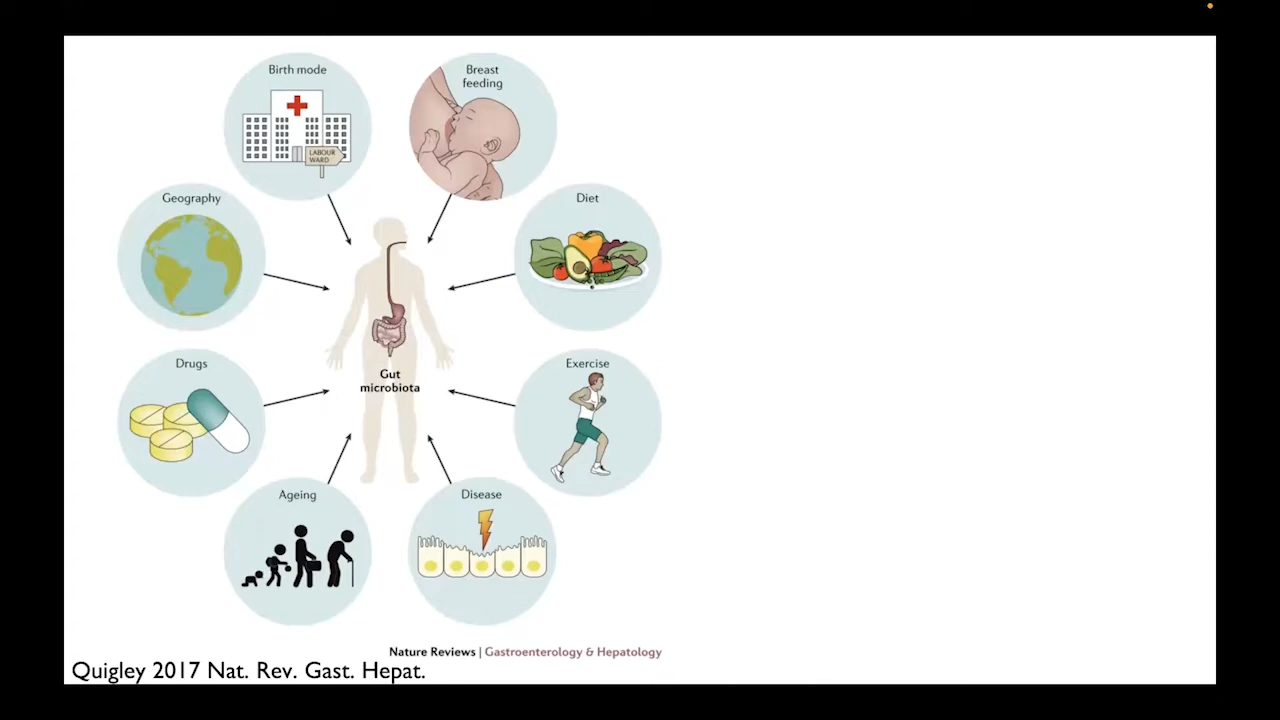 Birth mode
LABOUR
WARD
Breast
feeding
Geography
Diet
Drugs
Gut
microbiota
Exercise
Ageing
Disease
Nature Reviews | Gastroenterology & Hepatology
Quigley 2017 Nat. Rev. Gast. Hepat.